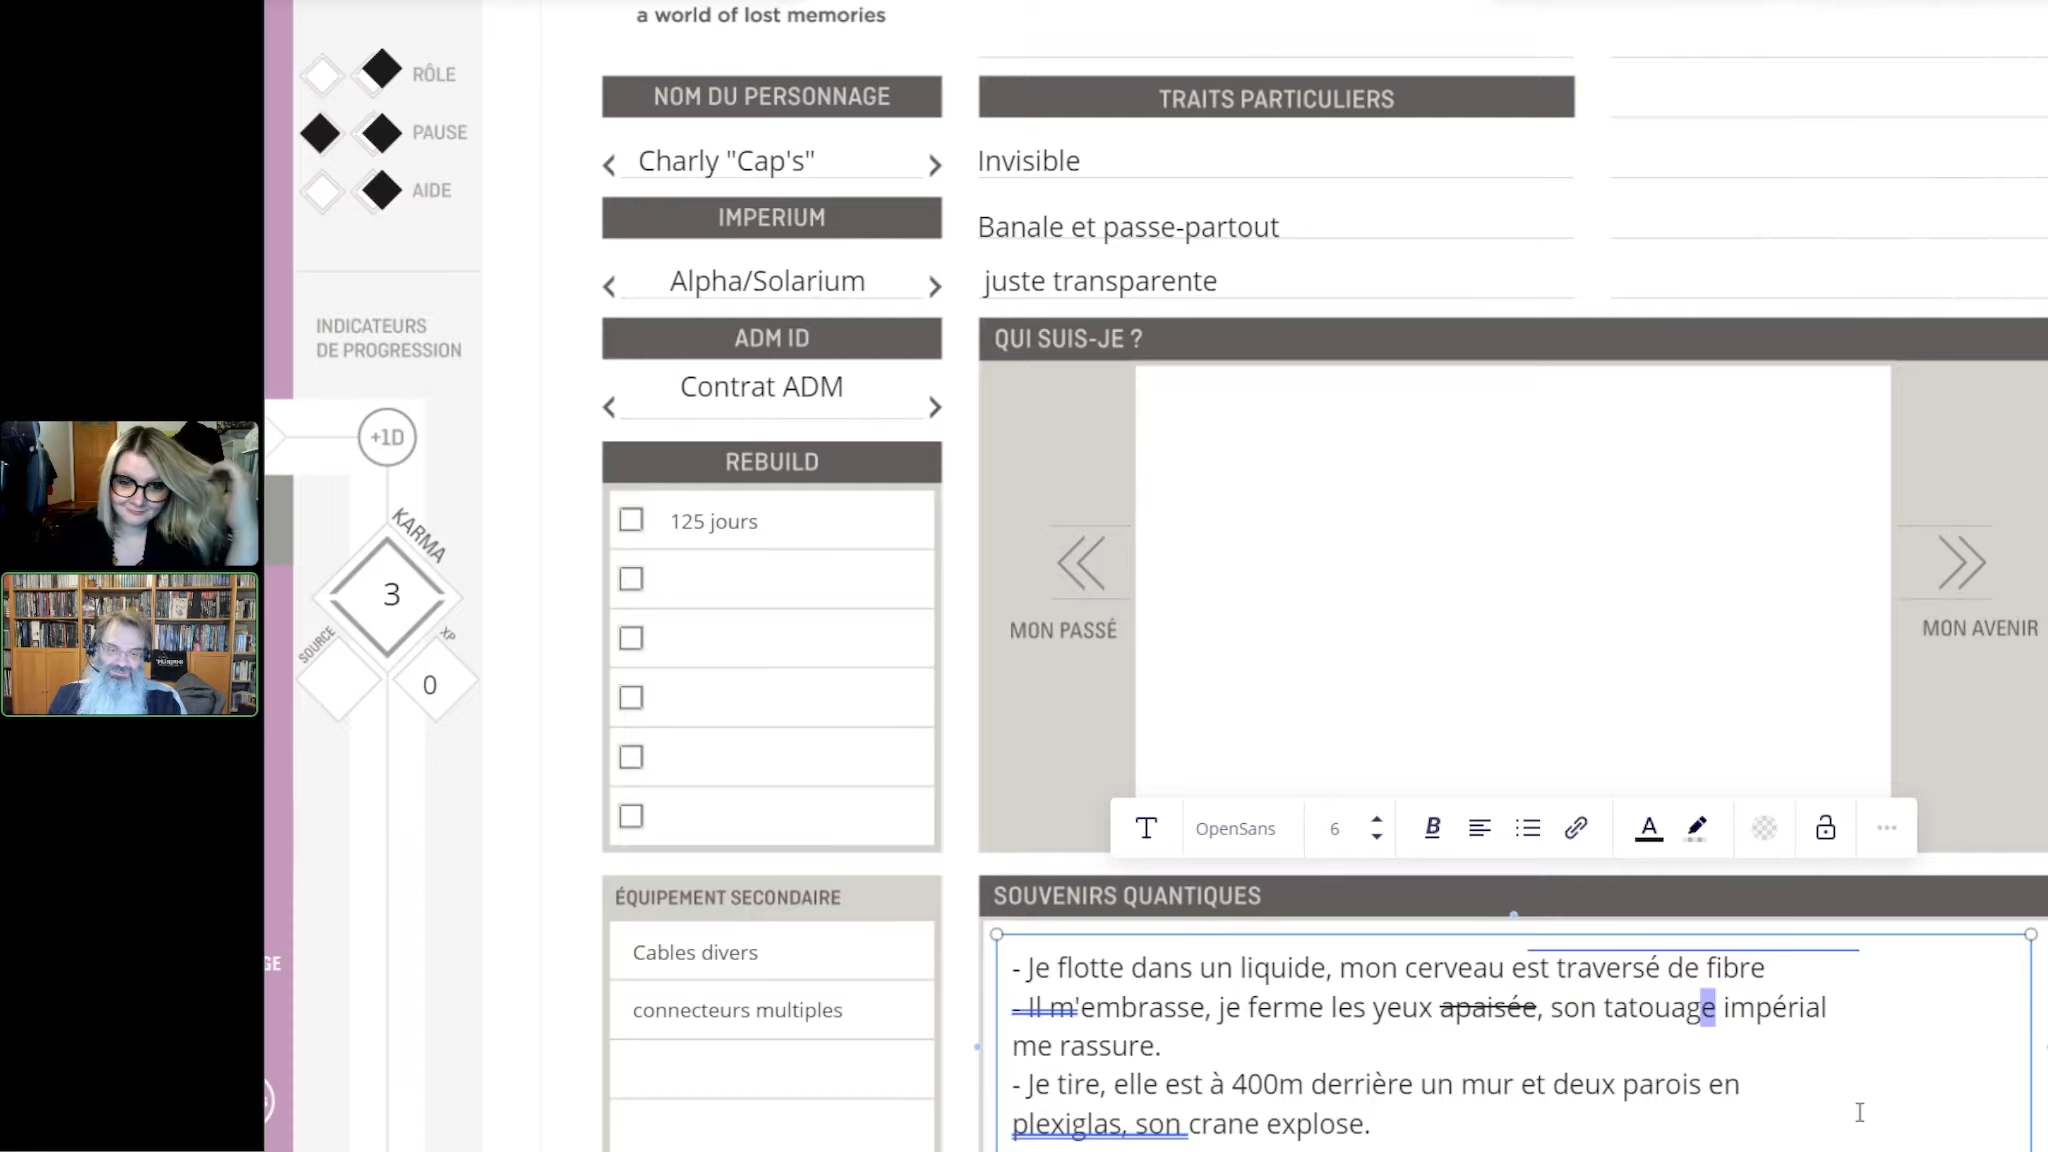 a world of lost memories
RÔLE
PAUSE
AIDE
INDICATEURS
DE PROGRESSION
+1D
KARMA
3
SOURCE
XP
0
GE
NOM DU PERSONNAGE
Charly "Cap's"
IMPERIUM
Alpha/Solarium
ADM ID
Contrat ADM
REBUILD
125 jours
ÉQUIPEMENT SECONDAIRE
Cables divers
connecteurs multiples
TRAITS PARTICULIERS
Invisible
Banale et passe-partout
juste transparente
QUI SUIS-JE ?
MON PASSÉ
MON AVENIR
T OpenSans 6 B A
SOUVENIRS QUANTIQUES
- Je flotte dans un liquide, mon cerveau est traversé de fibre
- Il m'embrasse, je ferme les yeux apaisée, son tatouage impérial
me rassure.
- Je tire, elle est à 400m derrière un mur et deux parois en
plexiglas, son crane explose.